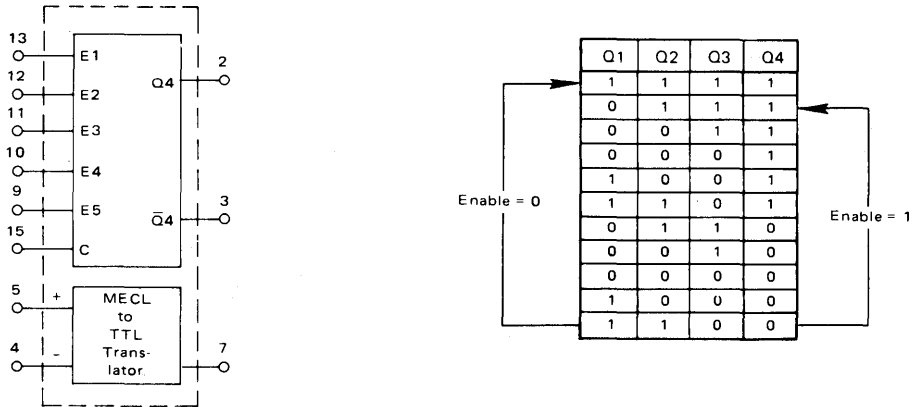 13
E1
Q4
2
12
E2
11
E3
10
E4
9
E5
Q̅4
3
15
C
5
+
MECL
to
TTL
Trans-
lator
4
-
7
Q1 Q2 Q3 Q4
1 1 1 1
0 1 1 1
0 0 1 1
0 0 0 1
1 0 0 1
1 1 0 1
0 1 1 0
0 0 1 0
0 0 0 0
1 0 0 0
1 1 0 0
Enable = 0
Enable = 1